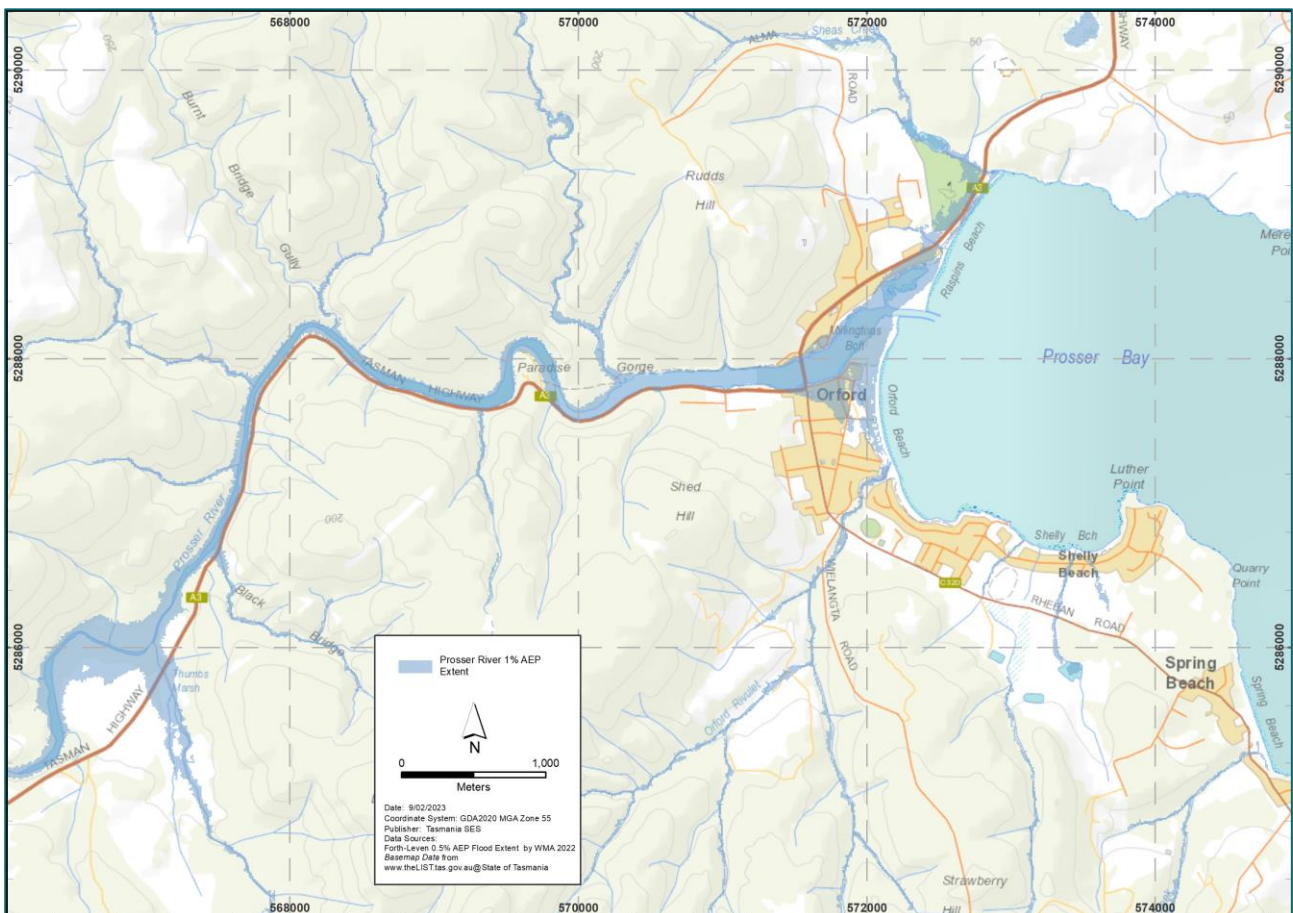 568000
570000
572000
574000
5290000
5290000
ALMA
Sheas Creek
ROAD
200
250
50
50
Burnt
Bridge
Gully
Rudds
Hill
A3
Raspins Beach
Millingtons
Bch
5288000
5288000
TASMAN HIGHWAY
Paradise Gorge
A3
Orford
Orford Beach
Prosser Bay
Luther
Point
Shed
Hill
200
Prosser River
Shelly Bch
Shelly
Beach
Quarry
Point
A3
Black
Bridge
WIELANGTA
ROAD
C320
RHEBAN ROAD
5286000
5286000
Thumbs
Marsh
TASMAN HIGHWAY
Orford Rivulet
Spring
Beach
Spring Beach
Prosser River 1% AEP
Extent
N
0 1,000
Meters
Date: 9/02/2023
Coordinate System: GDA2020 MGA Zone 55
Publisher: Tasmania SES
Data Sources:
Forth-Leven 0.5% AEP Flood Extent by WMA 2022
Basemap Data from
www.theLIST.tas.gov.au@State of Tasmania
Strawberry
Hill
568000
570000
572000
574000